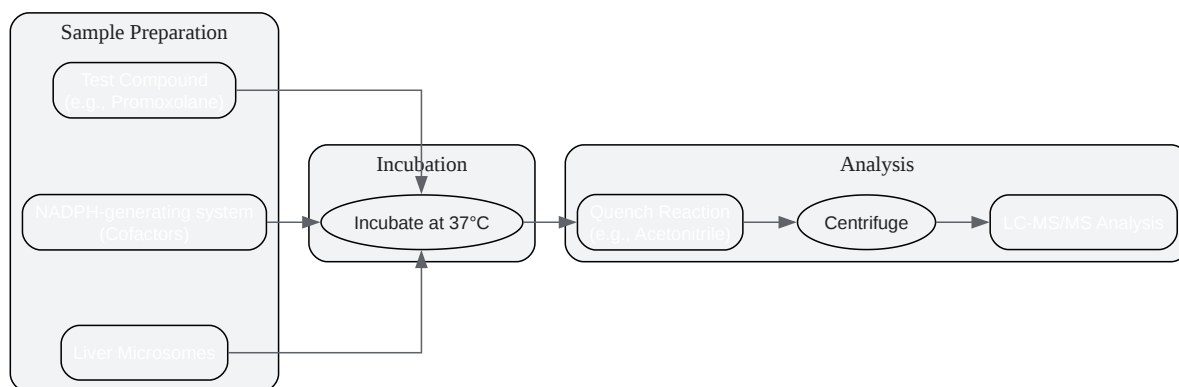 Sample Preparation
Test Compound
(e.g., Promoxolane)
NADPH-generating system
(Cofactors)
Liver Microsomes
Incubation
Incubate at 37°C
Analysis
Quench Reaction
(e.g., Acetonitrile)
Centrifuge
LC-MS/MS Analysis